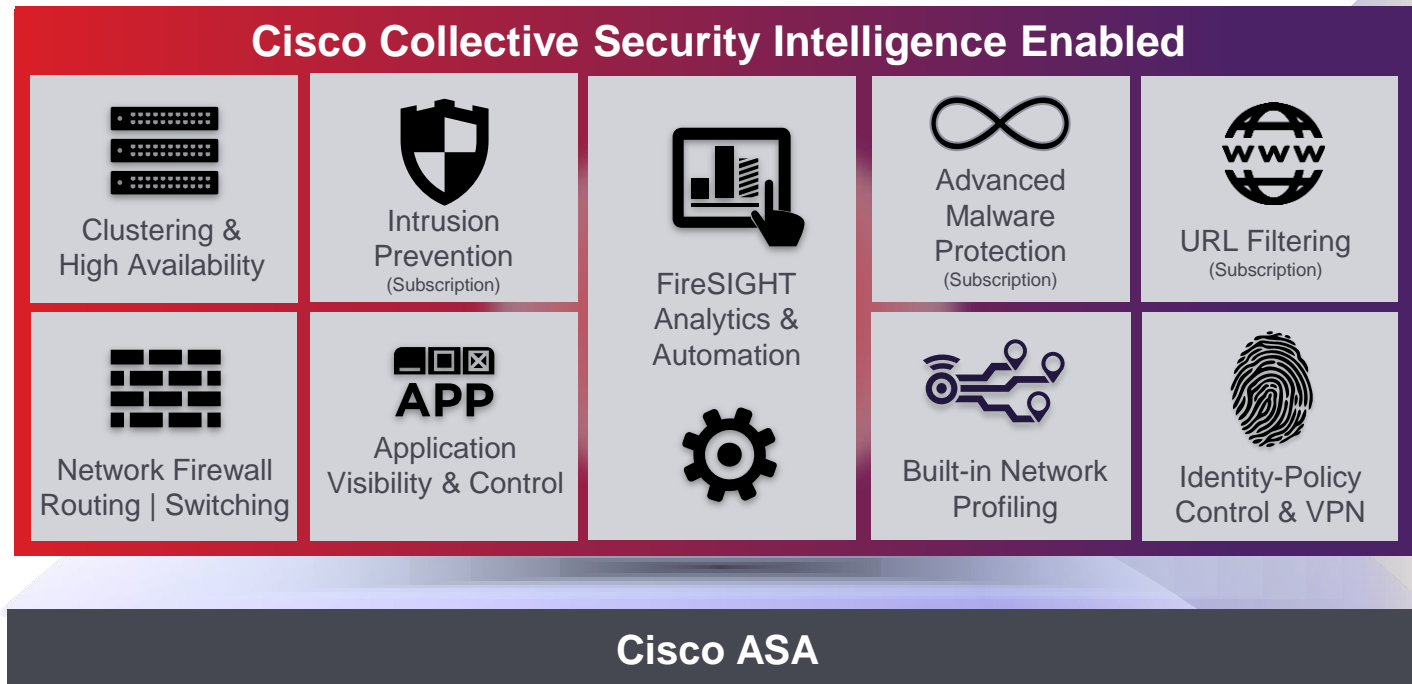 Cisco Collective Security Intelligence Enabled
Clustering &
High Availability
Intrusion
Prevention
(Subscription)
FireSIGHT
Analytics &
Automation
Advanced
Malware
Protection
(Subscription)
WWW
URL Filtering
(Subscription)
Network Firewall
Routing | Switching
APP
Application
Visibility & Control
Built-in Network
Profiling
Identity-Policy
Control & VPN
Cisco ASA